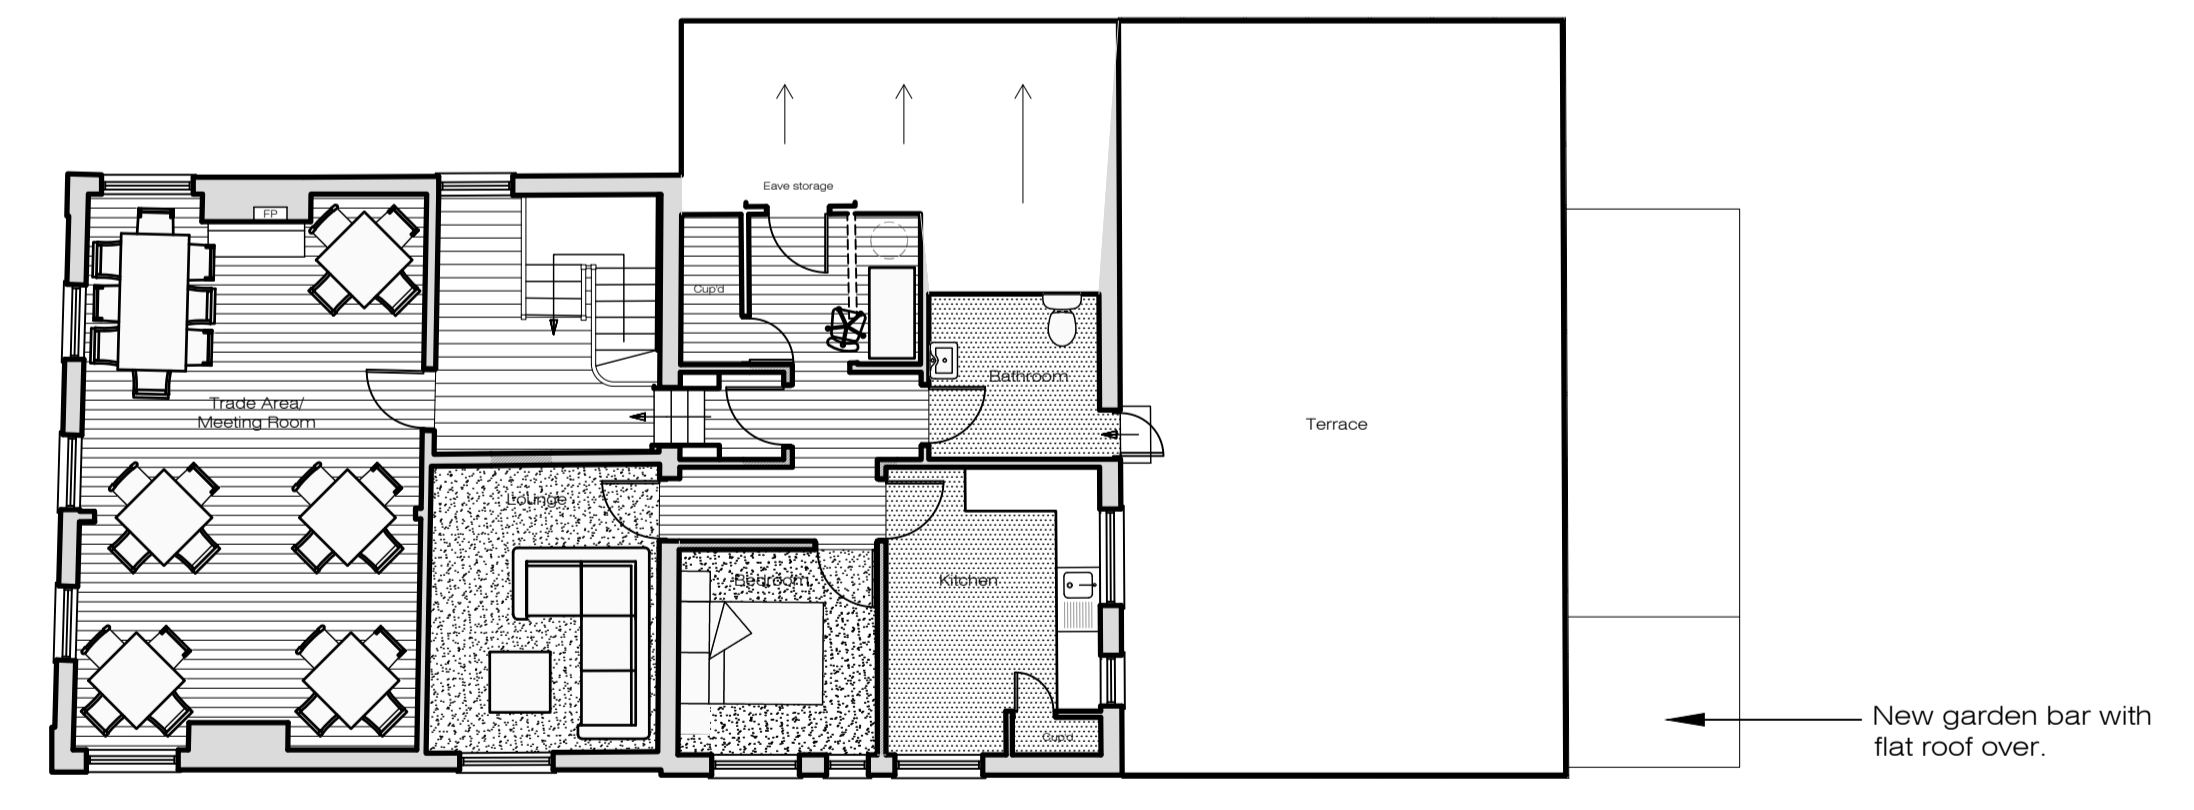 Eave storage
FP
Cup'd
Trade Area/
Meeting Room
Bathroom
Terrace
Lounge
Bedroom
Kitchen
Cup'd
New garden bar with
flat roof over.